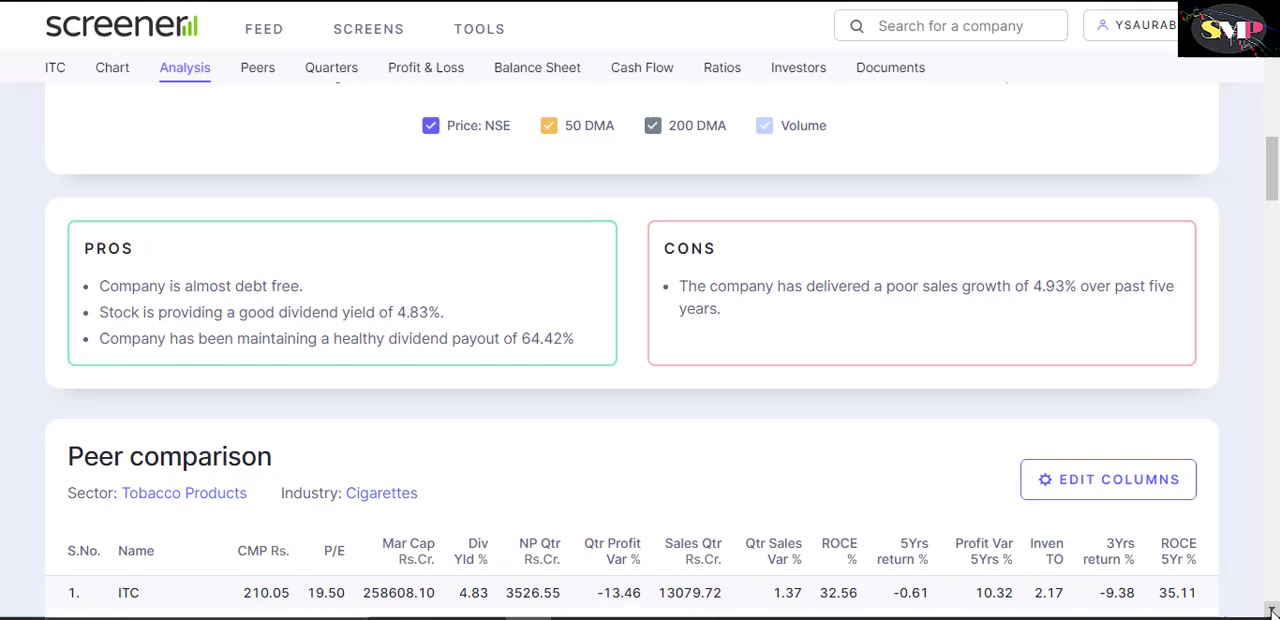 screener
FEED SCREENS TOOLS
Search for a company
YSAURAB
SMP
ITC Chart Analysis Peers Quarters Profit & Loss Balance Sheet Cash Flow Ratios Investors Documents
Price: NSE 50 DMA 200 DMA Volume
PROS
• Company is almost debt free.
• Stock is providing a good dividend yield of 4.83%.
• Company has been maintaining a healthy dividend payout of 64.42%
CONS
• The company has delivered a poor sales growth of 4.93% over past five
years.
Peer comparison
Sector: Tobacco Products Industry: Cigarettes
EDIT COLUMNS
S.No. Name CMP Rs. P/E Mar Cap Rs.Cr. Div Yld % NP Qtr Rs.Cr. Qtr Profit Var % Sales Qtr Rs.Cr. Qtr Sales Var % ROCE % 5Yrs return % Profit Var 5Yrs % Inven TO 3Yrs return % ROCE 5Yr %
1. ITC 210.05 19.50 258608.10 4.83 3526.55 -13.46 13079.72 1.37 32.56 -0.61 10.32 2.17 -9.38 35.11